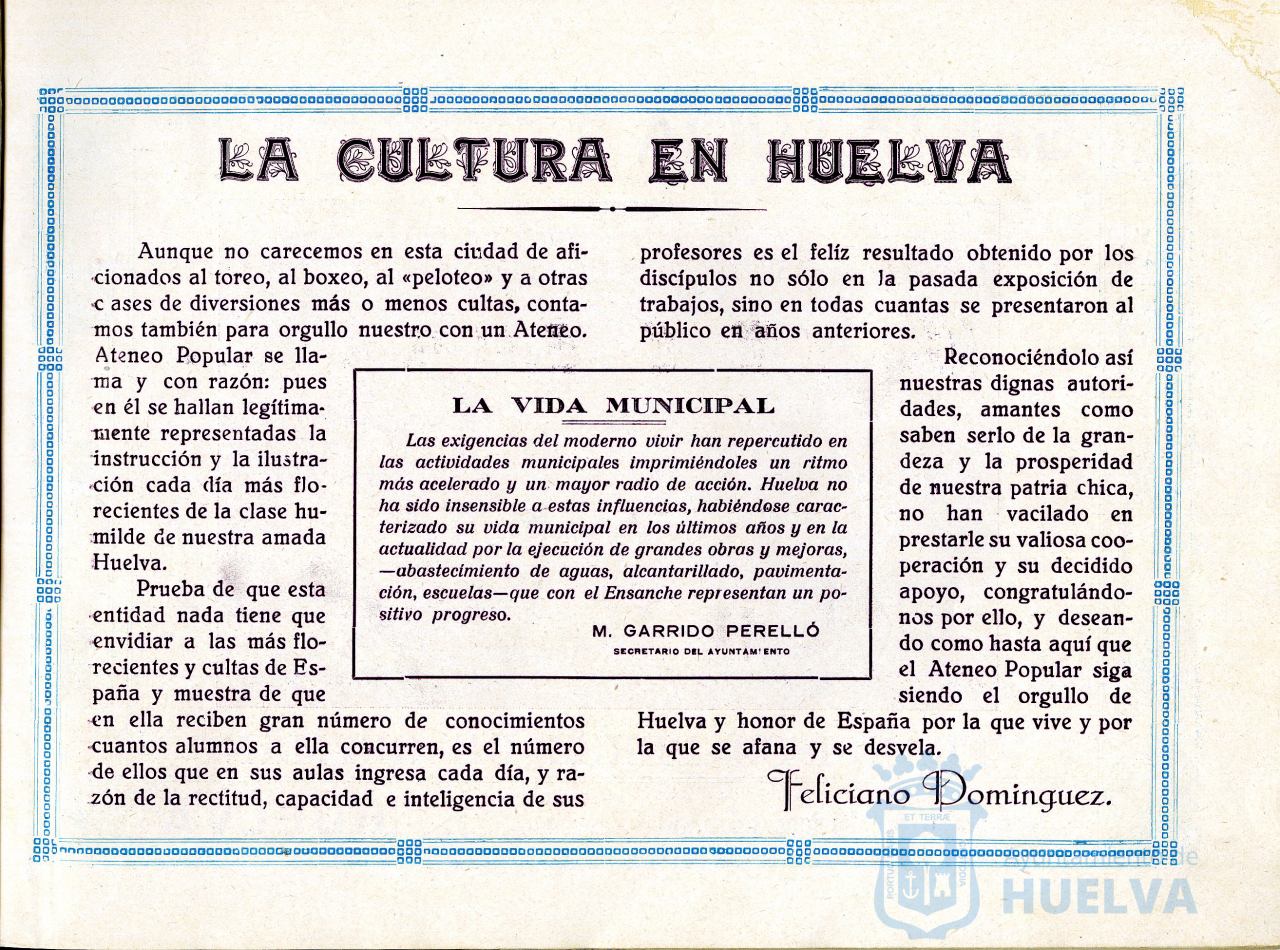 LA CULTURA EN HUELVA
Aunque no carecemos en esta ciudad de afi-
cionados al toreo, al boxeo, al «peloteo» y a otras
c ases de diversiones más o menos cultas, conta-
mos también para orgullo nuestro con un Ateneo.
Ateneo Popular se lla-
ma y con razón: pues
en él se hallan legítima-
mente representadas la
instrucción y la ilustra-
ción cada día más flo-
recientes de la clase hu-
milde de nuestra amada
Huelva.
Prueba de que esta
entidad nada tiene que
envidiar a las más flo-
recientes y cultas de Es-
paña y muestra de que
en ella reciben gran número de conocimientos
cuantos alumnos a ella concurren, es el número
de ellos que en sus aulas ingresa cada día, y ra-
zón de la rectitud, capacidad e inteligencia de sus
profesores es el felíz resultado obtenido por los
discípulos no sólo en la pasada exposición de
trabajos, sino en todas cuantas se presentaron al
público en años anteriores.
Reconociéndolo así
nuestras dignas autori-
dades, amantes como
saben serlo de la gran-
deza y la prosperidad
de nuestra patria chica,
no han vacilado en
prestarle su valiosa coo-
peración y su decidido
apoyo, congratulándo-
nos por ello, y desean-
do como hasta aquí que
el Ateneo Popular siga
siendo el orgullo de
Huelva y honor de España por la que vive y por
la que se afana y se desvela.
Feliciano Dominguez.
LA VIDA MUNICIPAL
Las exigencias del moderno vivir han repercutido en
las actividades municipales imprimiéndoles un ritmo
más acelerado y un mayor radio de acción. Huelva no
ha sido insensible a estas influencias, habiéndose carac-
terizado su vida municipal en los últimos años y en la
actualidad por la ejecución de grandes obras y mejoras,
—abastecimiento de aguas, alcantarillado, pavimenta-
ción, escuelas—que con el Ensanche representan un po-
sitivo progreso.
M. GARRIDO PERELLÓ
SECRETARIO DEL AYUNTAMIENTO
ET TERRÆ
PORTUS MARIS
CUSTODIA
Ayuntamiento de
HUELVA